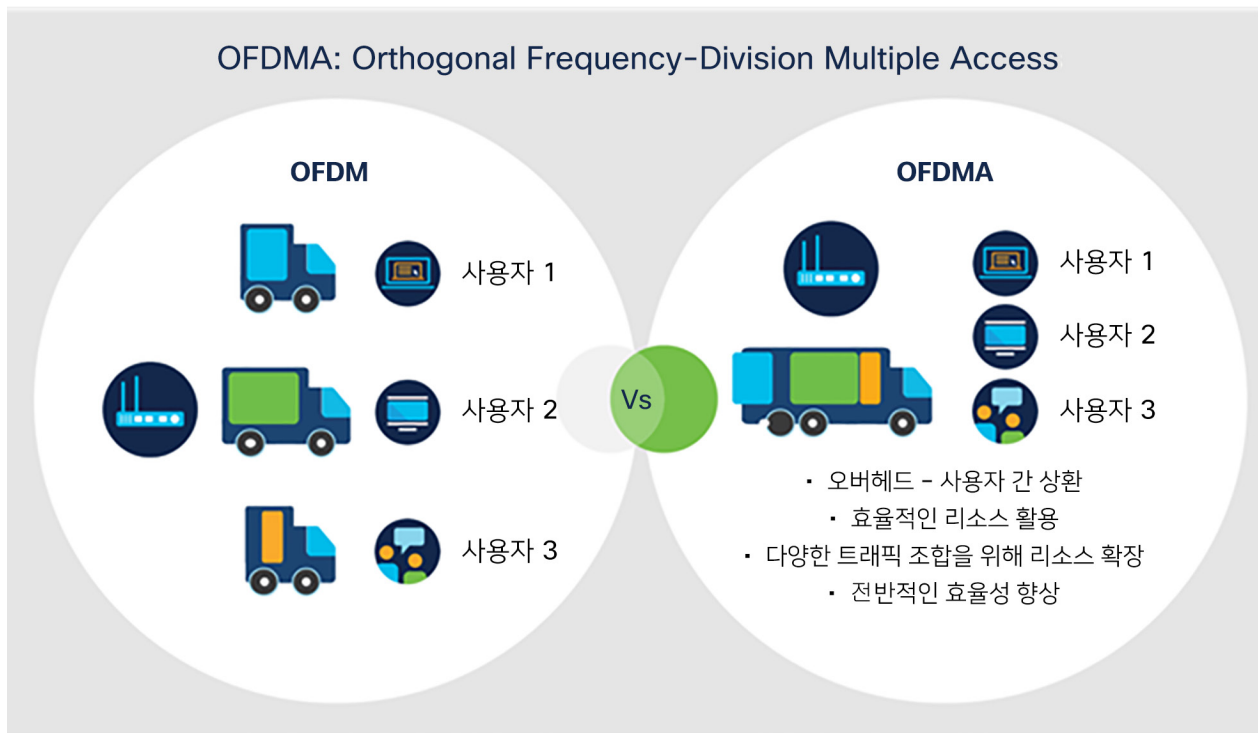 OFDMA: Orthogonal Frequency-Division Multiple Access
OFDM
사용자 1
사용자 2
사용자 3
Vs
OFDMA
사용자 1
사용자 2
사용자 3
▪ 오버헤드 – 사용자 간 상환
▪ 효율적인 리소스 활용
▪ 다양한 트래픽 조합을 위해 리소스 확장
▪ 전반적인 효율성 향상